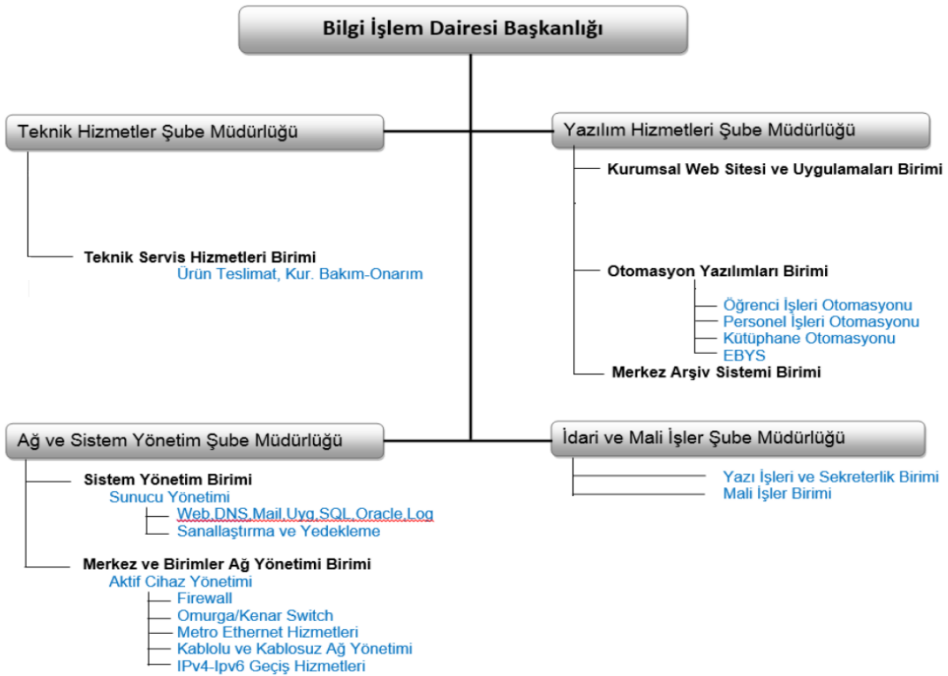 Bilgi İşlem Dairesi Başkanlığı
Teknik Hizmetler Şube Müdürlüğü
Teknik Servis Hizmetleri Birimi
Ürün Teslimat, Kur. Bakım-Onarım
Yazılım Hizmetleri Şube Müdürlüğü
Kurumsal Web Sitesi ve Uygulamaları Birimi
Otomasyon Yazılımları Birimi
Öğrenci İşleri Otomasyonu
Personel İşleri Otomasyonu
Kütüphane Otomasyonu
EBYS
Merkez Arşiv Sistemi Birimi
Ağ ve Sistem Yönetim Şube Müdürlüğü
Sistem Yönetim Birimi
Sunucu Yönetimi
Web,DNS,Mail,Uyg,SQL,Oracle,Log
Sanallaştırma ve Yedekleme
Merkez ve Birimler Ağ Yönetimi Birimi
Aktif Cihaz Yönetimi
Firewall
Omurga/Kenar Switch
Metro Ethernet Hizmetleri
Kablolu ve Kablosuz Ağ Yönetimi
IPv4-Ipv6 Geçiş Hizmetleri
İdari ve Mali İşler Şube Müdürlüğü
Yazı İşleri ve Sekreterlik Birimi
Mali İşler Birimi